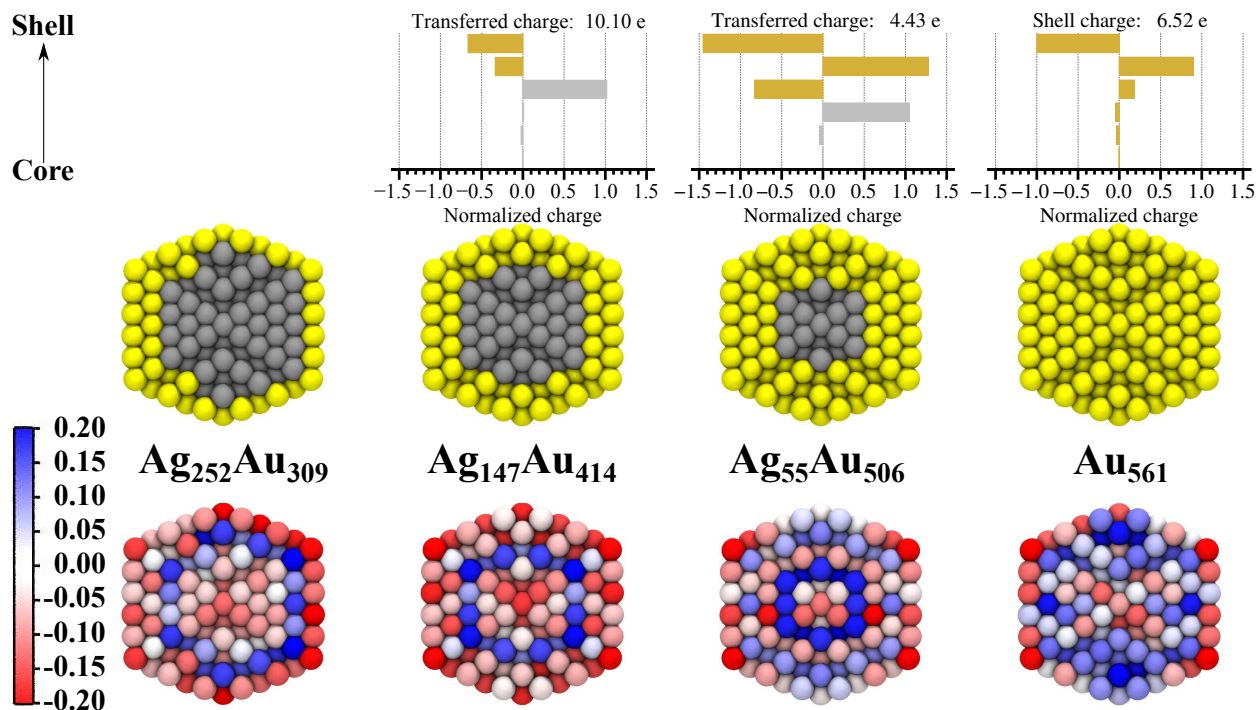 Shell
Core
Transferred charge: 10.10 e
−1.5 −1.0 −0.5 0.0 0.5 1.0 1.5
Normalized charge
Transferred charge: 4.43 e
−1.5 −1.0 −0.5 0.0 0.5 1.0 1.5
Normalized charge
Shell charge: 6.52 e
−1.5 −1.0 −0.5 0.0 0.5 1.0 1.5
Normalized charge
Ag₂₅₂Au₃₀₉
Ag₁₄₇Au₄₁₄
Ag₅₅Au₅₀₆
Au₅₆₁
0.20
0.15
0.10
0.05
0.00
-0.05
-0.10
-0.15
-0.20